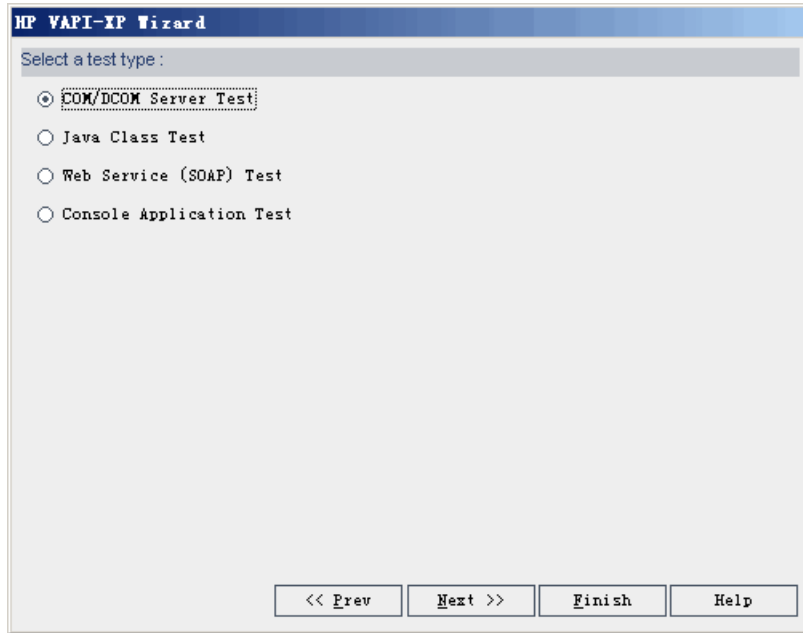 HP VAPI-XP Wizard
Select a test type :
COM/DCOM Server Test
Java Class Test
Web Service (SOAP) Test
Console Application Test
<< Prev Next >> Finish Help